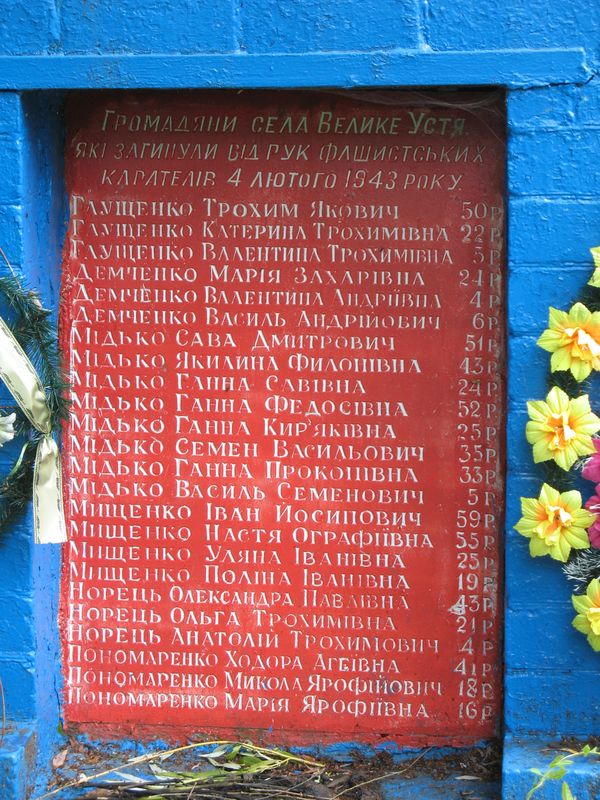 Громадяни села Велике Устя,
які загинули від рук фашистських
карателів 4 лютого 1943 року.
Глущенко Трохим Якович 50 р
Глущенко Катерина Трохимівна 22 р
Глущенко Валентина Трохимівна 5 р
Демченко Марія Захарівна 24 р
Демченко Валентина Андріївна 4 р
Демченко Василь Андрійович 6 р
Мідько Сава Дмитрович 51 р
Мідько Якилина Филонівна 43 р
Мідько Ганна Савівна 24 р
Мідько Ганна Федосівна 52 р
Мідько Ганна Кир'яківна 25 р
Мідько Семен Васильович 35 р
Мідько Ганна Прокопівна 33 р
Мідько Василь Семенович 5 р
Мищенко Іван Йосипович 59 р
Мищенко Настя Ографіївна 55 р
Мищенко Уляна Іванівна 25 р
Мищенко Поліна Іванівна 19 р
Норець Олександра Павлівна 43 р
Норець Ольга Трохимівна 21 р
Норець Анатолій Трохимович 4 р
Пономаренко Ходора Агеївна 41 р
Пономаренко Микола Ярофійович 18 р
Пономаренко Марія Ярофіївна 16 р